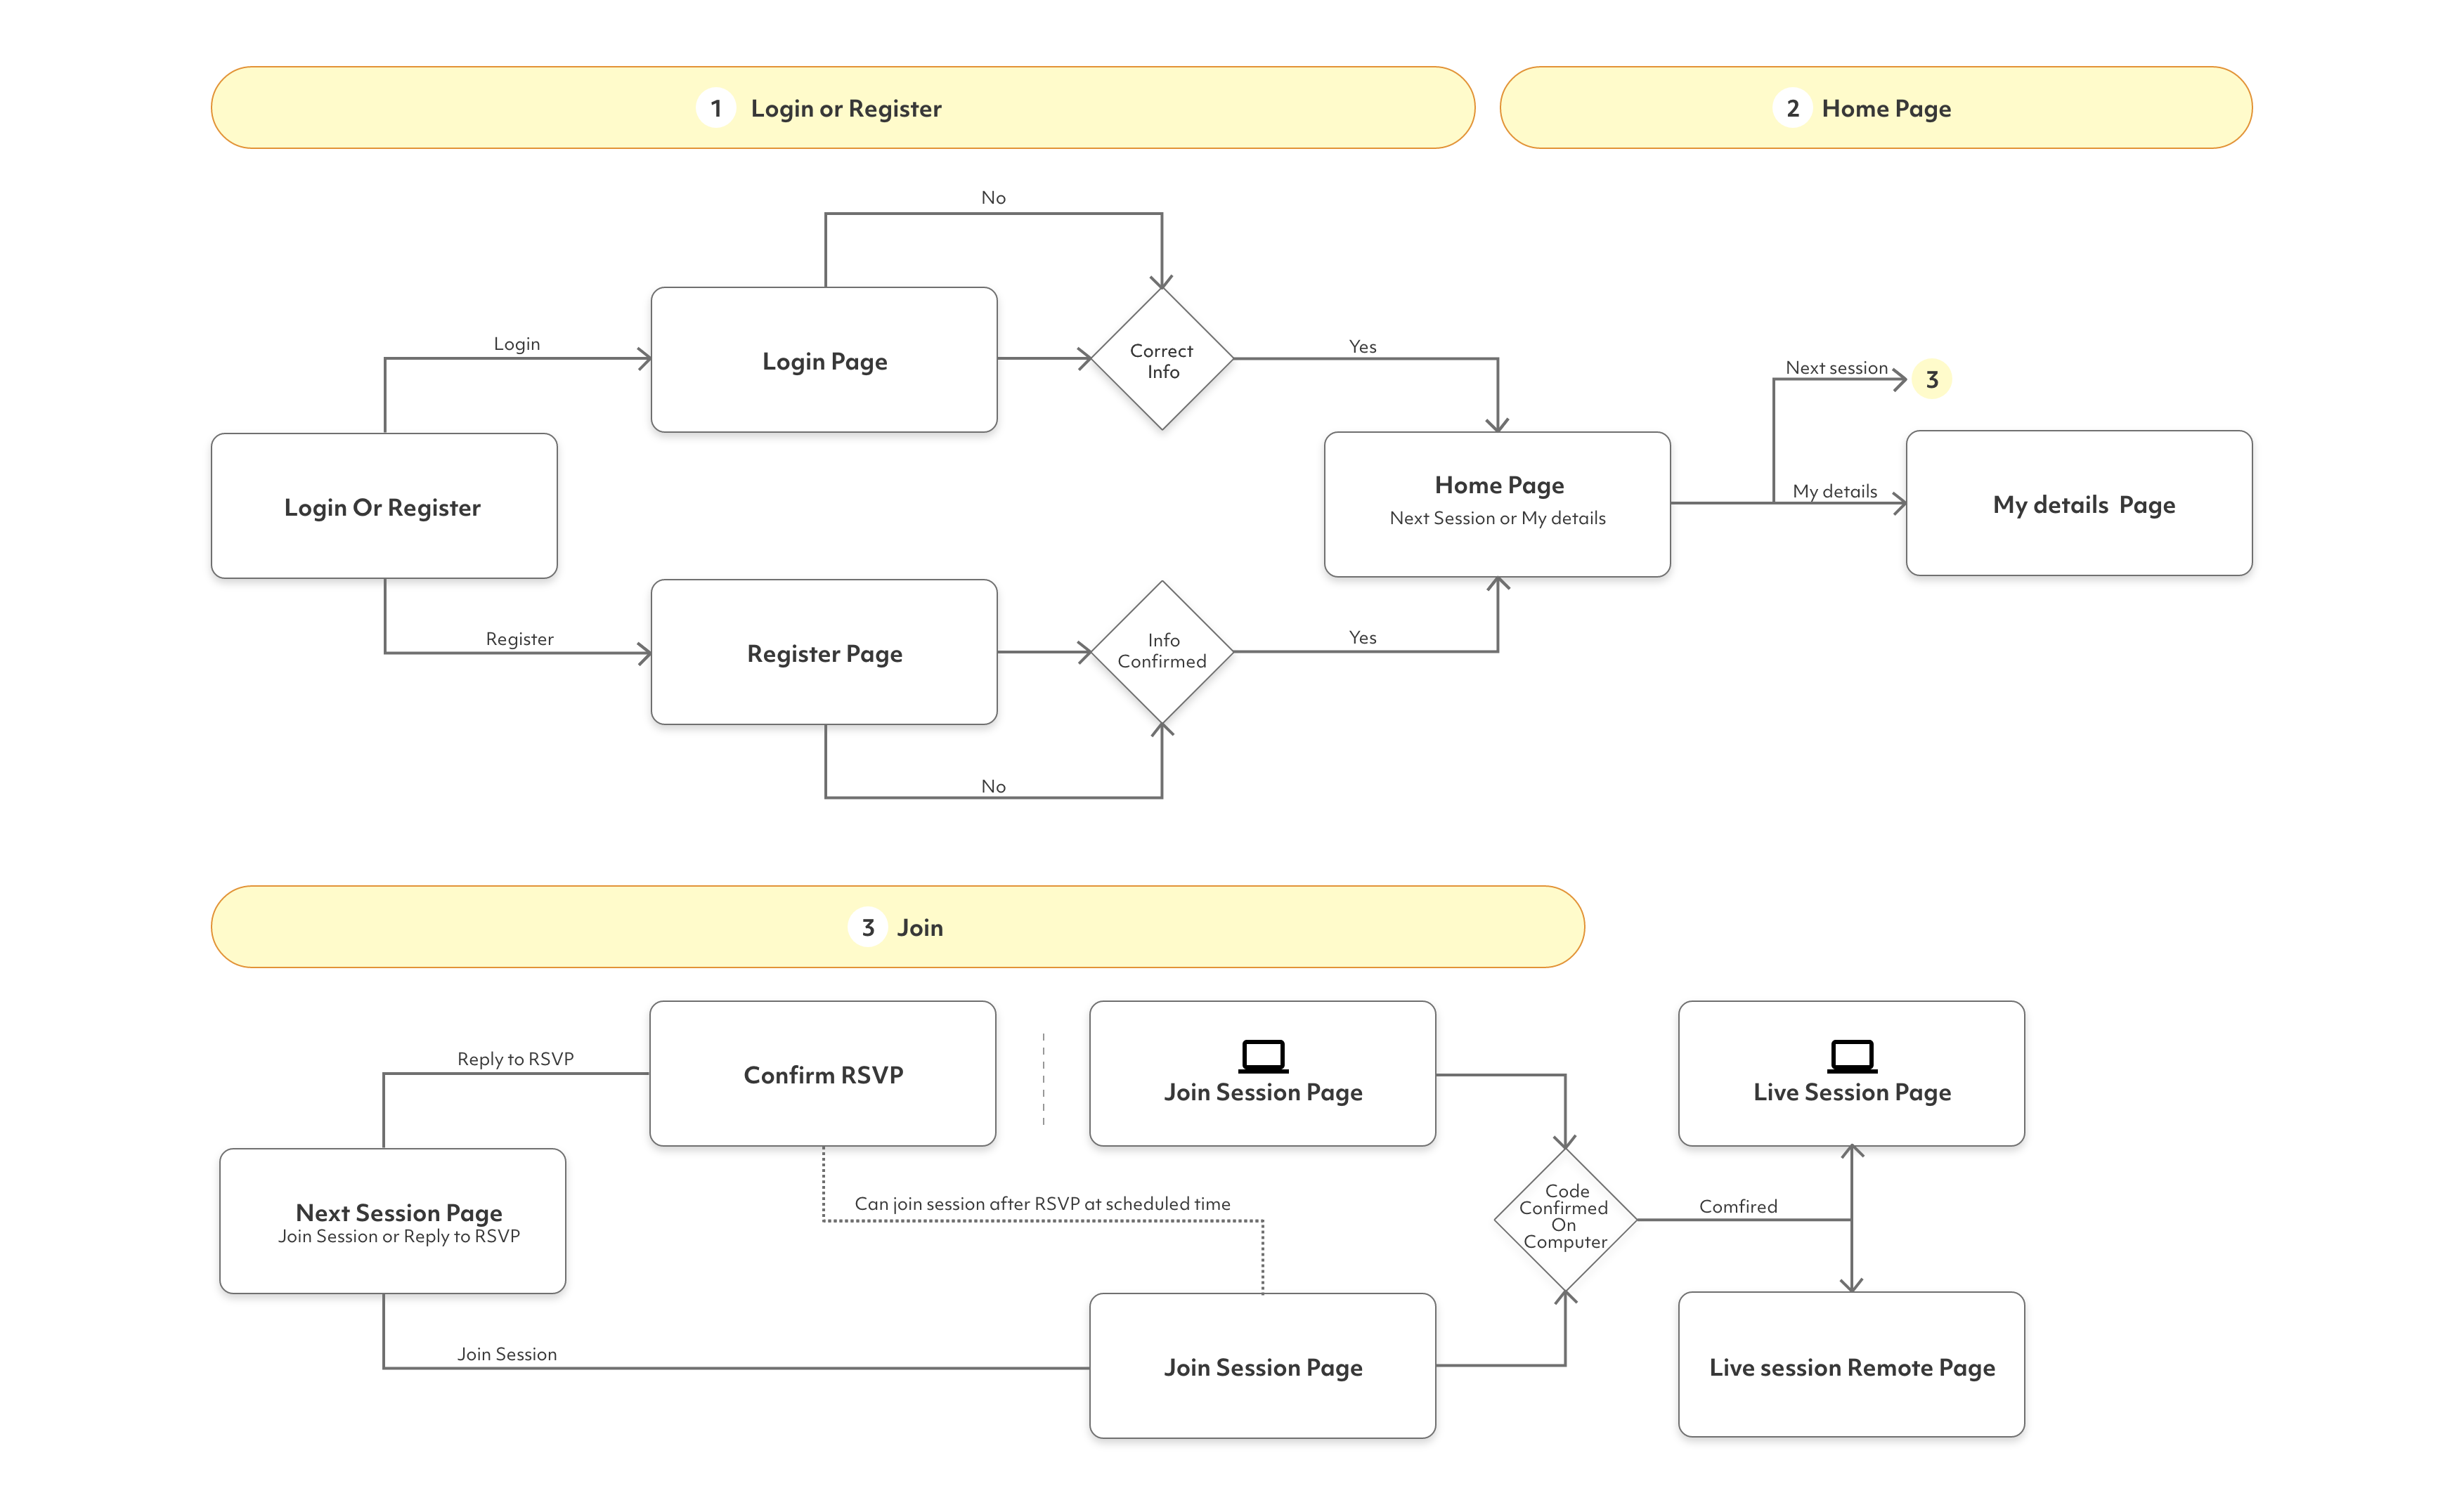 1 Login or Register
2 Home Page
No
Login
Login Page
Correct
Info
Yes
Next session
3
Login Or Register
Home Page
Next Session or My details
My details
My details  Page
Register
Register Page
Info
Confirmed
Yes
No
3 Join
Reply to RSVP
Confirm RSVP
Join Session Page
Live Session Page
Next Session Page
Join Session or Reply to RSVP
Can join session after RSVP at scheduled time
Code
Confirmed
On
Computer
Comfired
Join Session
Join Session Page
Live session Remote Page